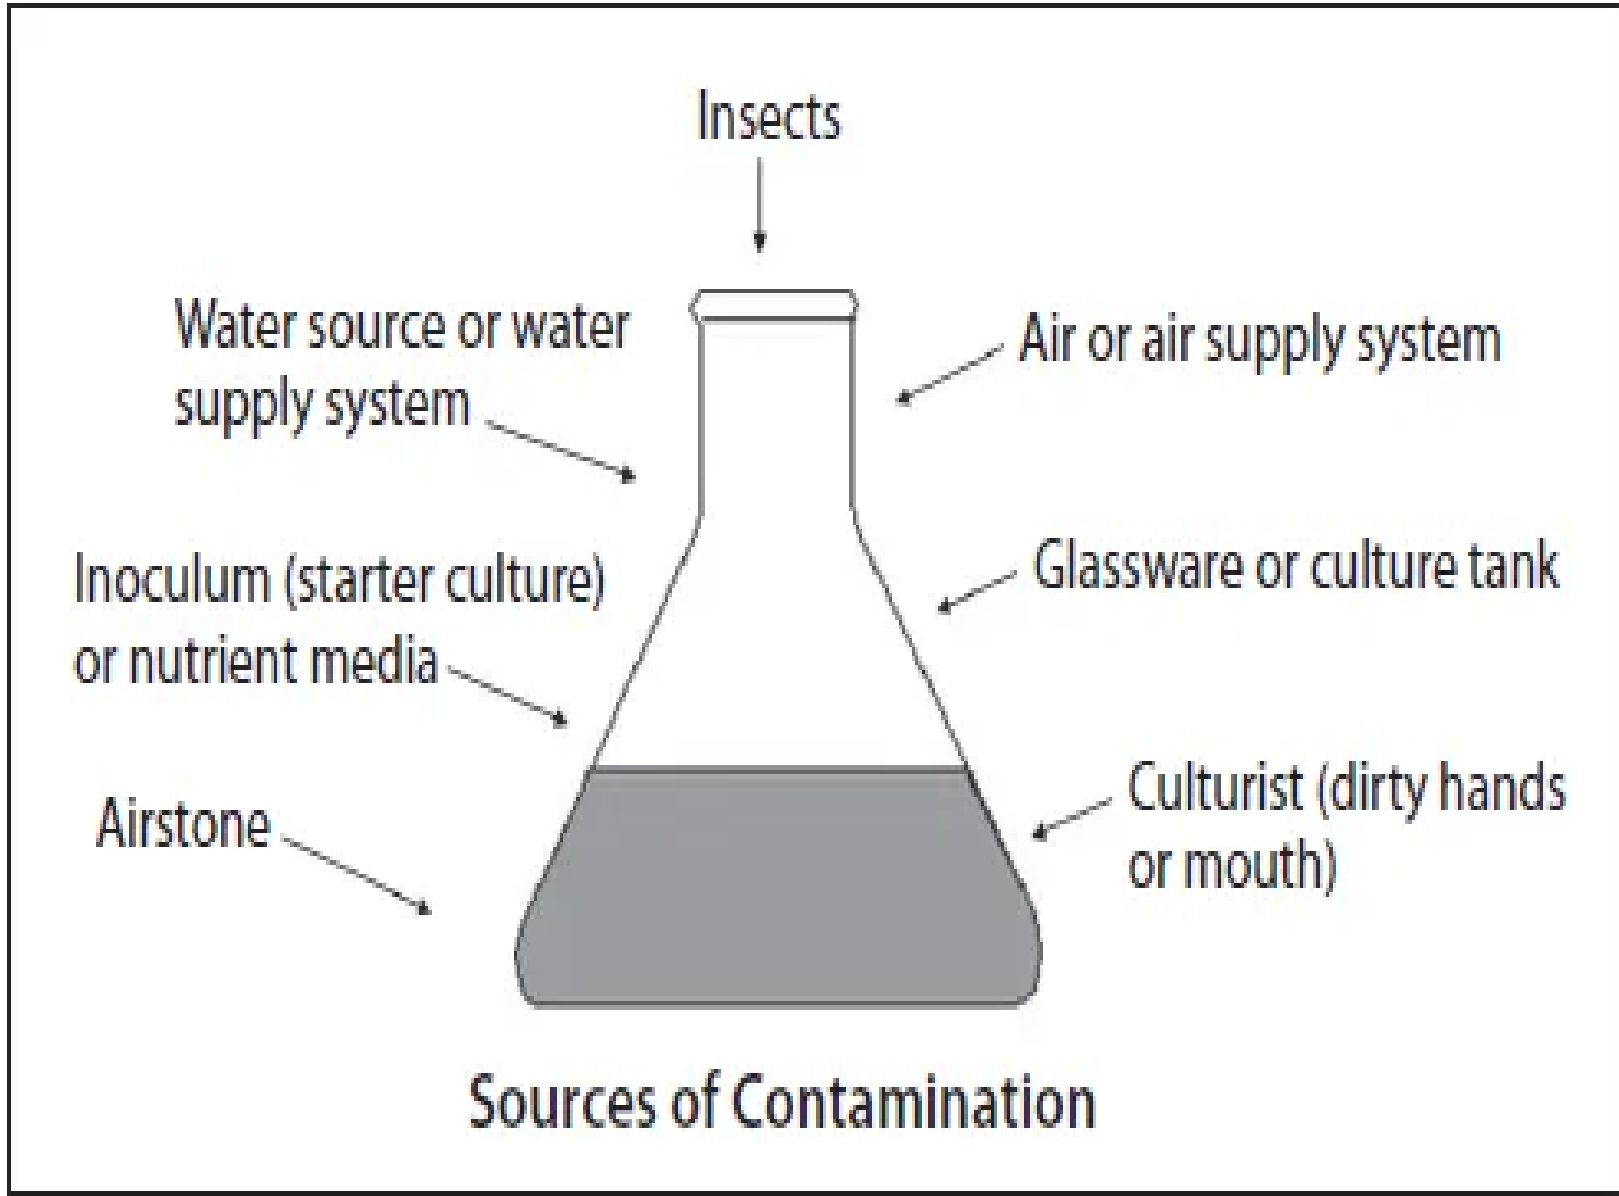 Insects
Water source or water
supply system
Air or air supply system
Inoculum (starter culture)
or nutrient media
Glassware or culture tank
Airstone
Culturist (dirty hands
or mouth)
Sources of Contamination